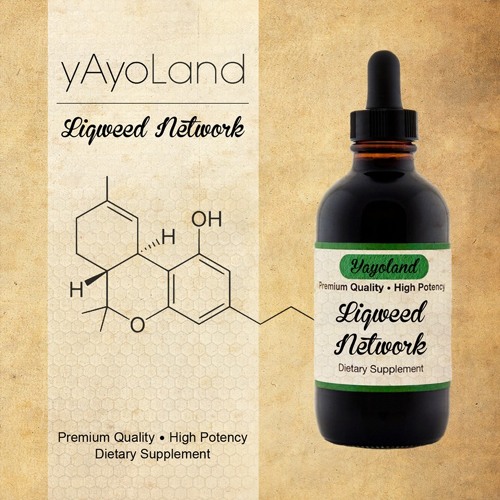 yAyoLand
Liqweed Network
OH
H
H
O
Premium Quality • High Potency
Dietary Supplement
Yayoland
Premium Quality • High Potency
Liqweed
Network
Dietary Supplement